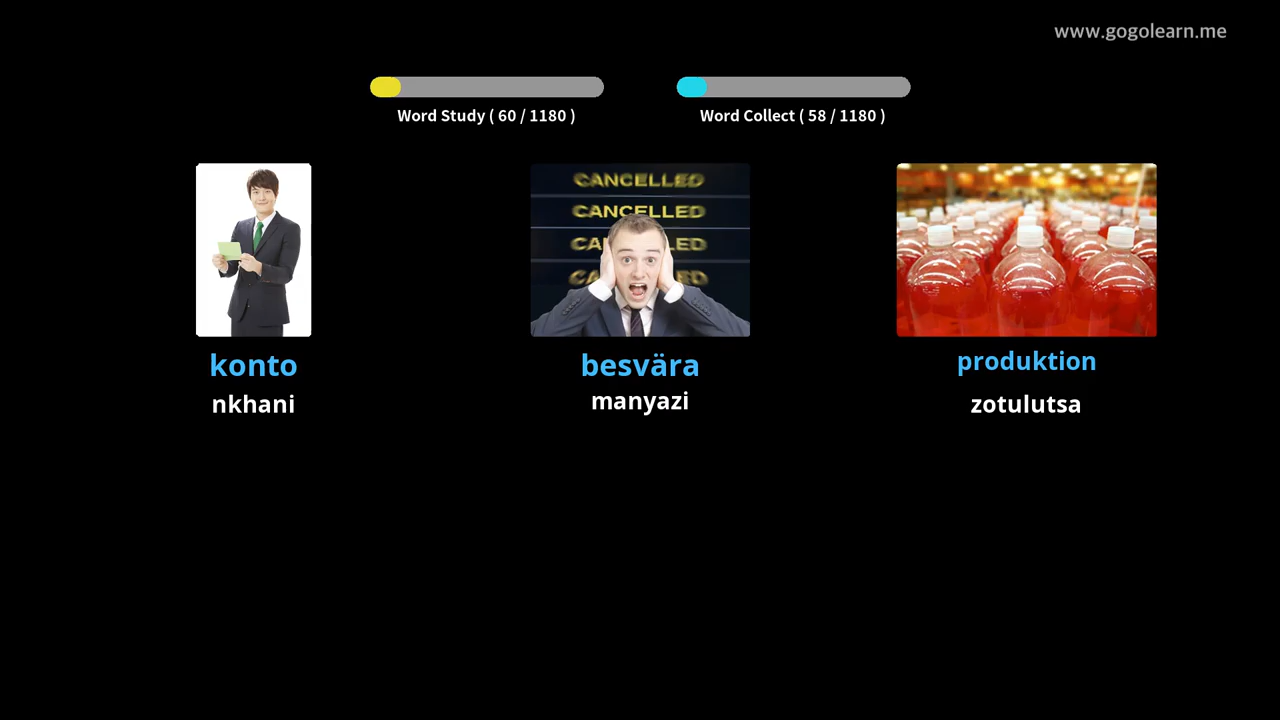 www.gogolearn.me
Word Study ( 60 / 1180 )
Word Collect ( 58 / 1180 )
CANCELLED
CANCELLED
konto
besvära
produktion
nkhani
manyazi
zotulutsa